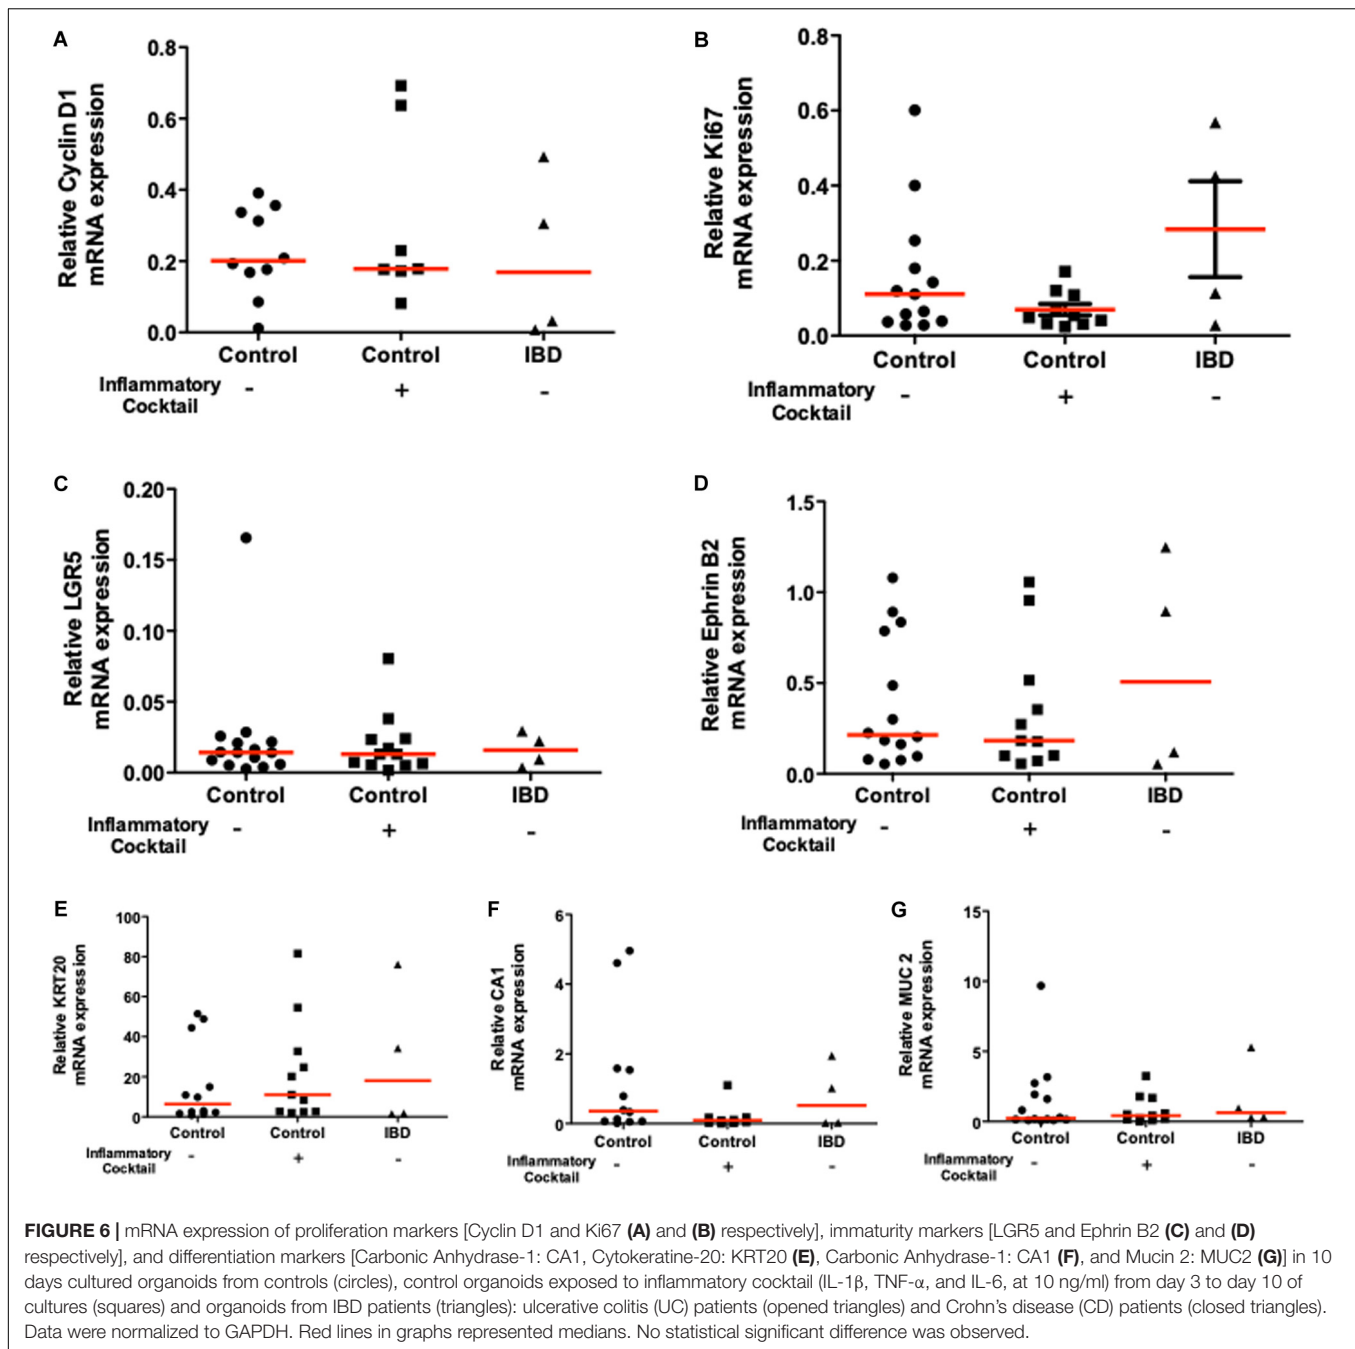 A
Relative Cyclin D1
mRNA expression
0.8
0.6
0.4
0.2
0.0
Control
Control
IBD
Inflammatory
Cocktail
-
+
-
B
Relative Ki67
mRNA expression
0.8
0.6
0.4
0.2
0.0
Control
Control
IBD
Inflammatory
Cocktail
-
+
-
C
Relative LGR5
mRNA expression
0.20
0.15
0.10
0.05
0.00
Control
Control
IBD
Inflammatory
Cocktail
-
+
-
D
Relative Ephrin B2
mRNA expression
1.5
1.0
0.5
0.0
Control
Control
IBD
Inflammatory
Cocktail
-
+
-
E
Relative KRT20
mRNA expression
100
80
60
40
20
0
Control
Control
IBD
Inflammatory
Cocktail
-
+
-
F
Relative CA1
mRNA expression
6
4
2
0
Control
Control
IBD
Inflammatory
Cocktail
-
+
-
G
Relative MUC 2
mRNA expression
15
10
5
0
Control
Control
IBD
Inflammatory
Cocktail
-
+
-
FIGURE 6 | mRNA expression of proliferation markers [Cyclin D1 and Ki67 (A) and (B) respectively], immaturity markers [LGR5 and Ephrin B2 (C) and (D)
respectively], and differentiation markers [Carbonic Anhydrase-1: CA1, Cytokeratine-20: KRT20 (E), Carbonic Anhydrase-1: CA1 (F), and Mucin 2: MUC2 (G)] in 10
days cultured organoids from controls (circles), control organoids exposed to inflammatory cocktail (IL-1β, TNF-α, and IL-6, at 10 ng/ml) from day 3 to day 10 of
cultures (squares) and organoids from IBD patients (triangles): ulcerative colitis (UC) patients (opened triangles) and Crohn's disease (CD) patients (closed triangles).
Data were normalized to GAPDH. Red lines in graphs represented medians. No statistical significant difference was observed.